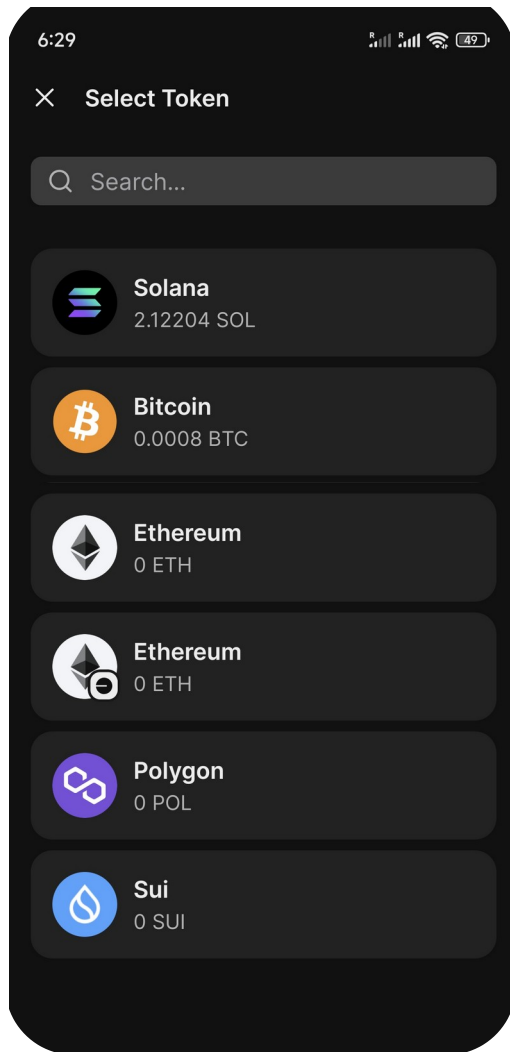 6:29
R R 49
Select Token
Search...
Solana
2.12204 SOL
Bitcoin
0.0008 BTC
Ethereum
0 ETH
Ethereum
0 ETH
Polygon
0 POL
Sui
0 SUI